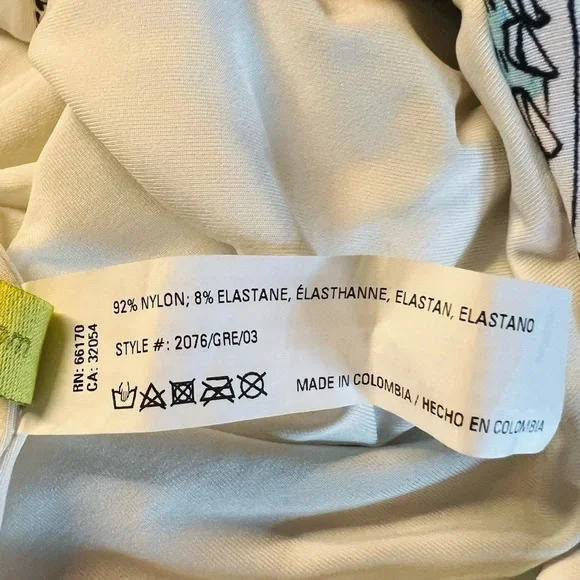 92% NYLON; 8% ELASTANE, ÉLASTHANNE, ELASTAN, ELASTANO
STYLE #: 2076/GRE/03
MADE IN COLOMBIA / HECHO EN COLOMBIA
RN: 66170
CA: 32054